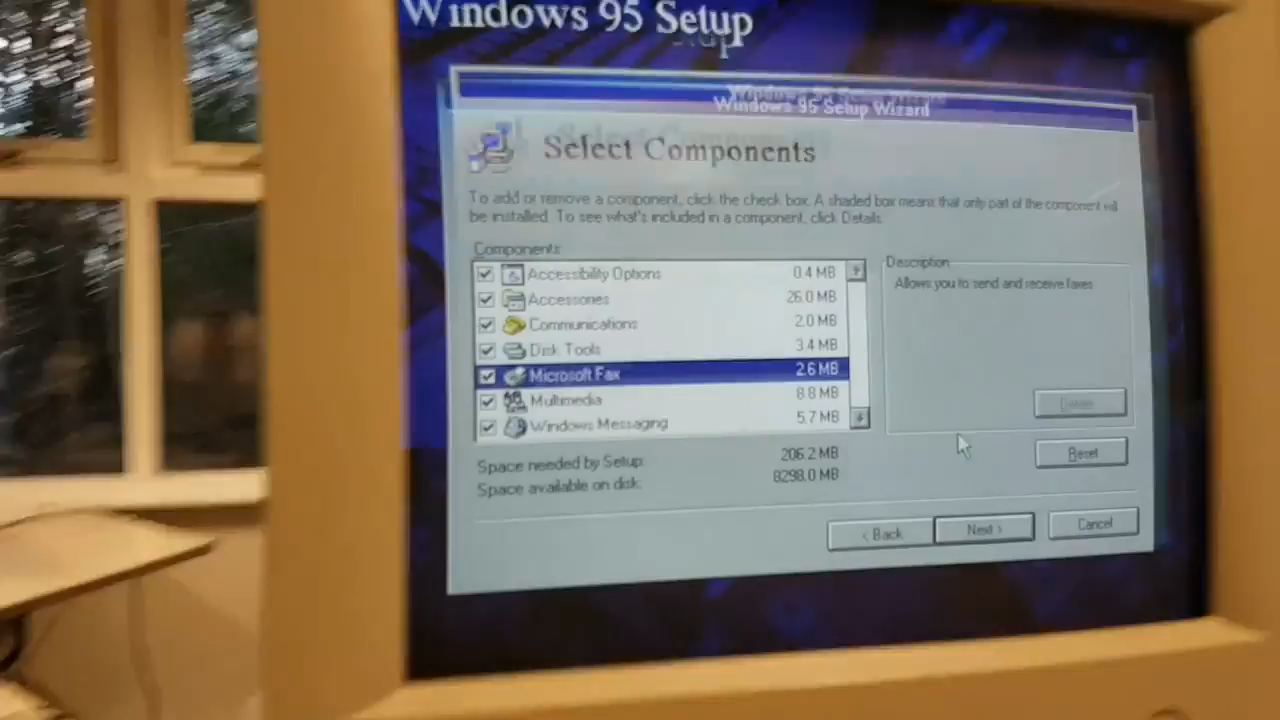 Windows 95 Setup
Windows 95 Setup Wizard
Select Components
To add or remove a component, click the check box. A shaded box means that only part of the component will
be installed. To see what's included in a component, click Details.
Components:
Accessibility Options 0.4 MB
Accessories 26.0 MB
Communications 2.0 MB
Disk Tools 3.4 MB
Microsoft Fax 2.6 MB
Multimedia 8.8 MB
Windows Messaging 5.7 MB
Description
Allows you to send and receive faxes
Details
Reset
Space needed by Setup: 206.2 MB
Space available on disk: 8298.0 MB
< Back
Next >
Cancel